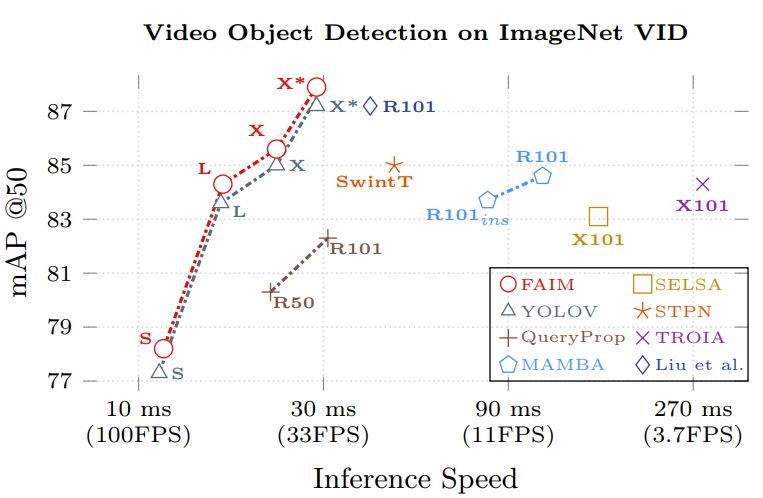 Video Object Detection on ImageNet VID
mAP @50
87
85
83
81
79
77
X*
X* R101
X
X
L
L
SwintT
R101
R101ins
X101
X101
R101
R50
S
S
FAIM SELSA
YOLOV STPN
QueryProp TROIA
MAMBA Liu et al.
10 ms 30 ms 90 ms 270 ms
(100FPS) (33FPS) (11FPS) (3.7FPS)
Inference Speed